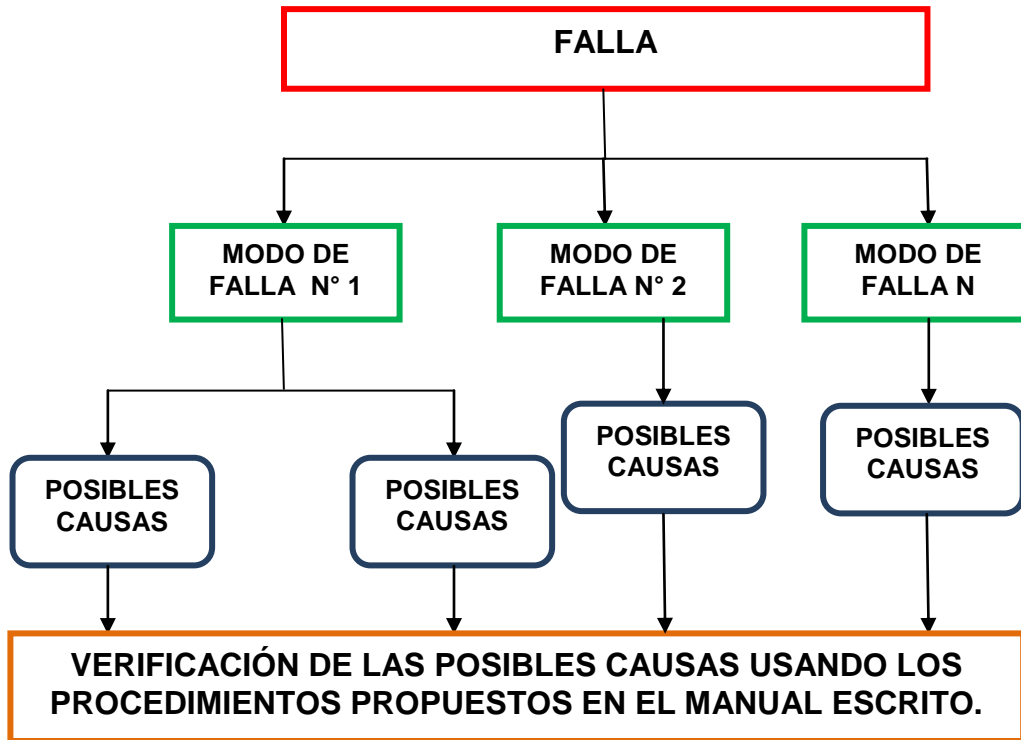 FALLA
MODO DE
FALLA N° 1
MODO DE
FALLA N° 2
MODO DE
FALLA N
POSIBLES
CAUSAS
POSIBLES
CAUSAS
POSIBLES
CAUSAS
POSIBLES
CAUSAS
VERIFICACIÓN DE LAS POSIBLES CAUSAS USANDO LOS
PROCEDIMIENTOS PROPUESTOS EN EL MANUAL ESCRITO.